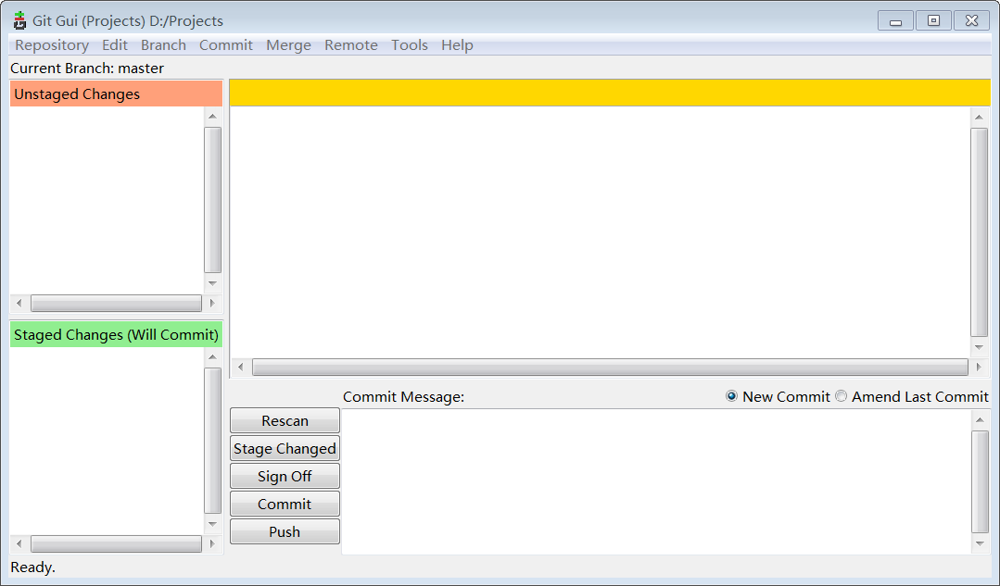 Git Gui (Projects) D:/Projects
Repository Edit Branch Commit Merge Remote Tools Help
Current Branch: master
Unstaged Changes
Staged Changes (Will Commit)
Commit Message: New Commit Amend Last Commit
Rescan
Stage Changed
Sign Off
Commit
Push
Ready.